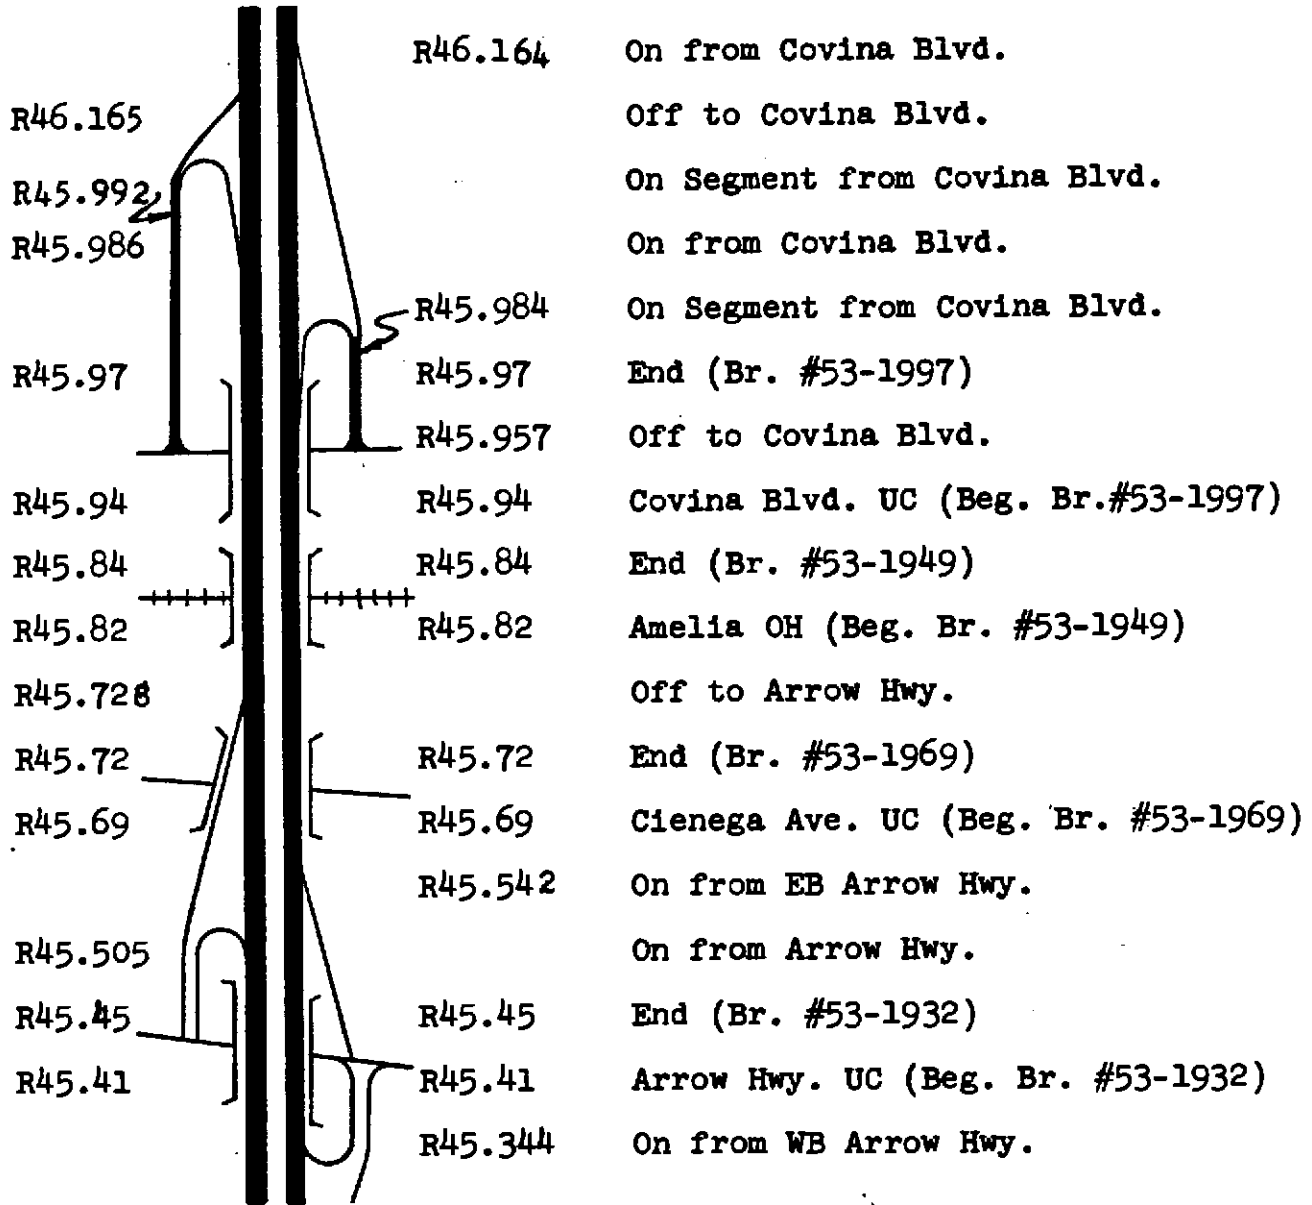 R46.164 On from Covina Blvd.
R46.165 Off to Covina Blvd.
R45.992 On Segment from Covina Blvd.
R45.986 On from Covina Blvd.
R45.984 On Segment from Covina Blvd.
R45.97 R45.97 End (Br. #53-1997)
R45.957 Off to Covina Blvd.
R45.94 R45.94 Covina Blvd. UC (Beg. Br.#53-1997)
R45.84 R45.84 End (Br. #53-1949)
R45.82 R45.82 Amelia OH (Beg. Br. #53-1949)
R45.728 Off to Arrow Hwy.
R45.72 R45.72 End (Br. #53-1969)
R45.69 R45.69 Cienega Ave. UC (Beg. Br. #53-1969)
R45.542 On from EB Arrow Hwy.
R45.505 On from Arrow Hwy.
R45.45 R45.45 End (Br. #53-1932)
R45.41 R45.41 Arrow Hwy. UC (Beg. Br. #53-1932)
R45.344 On from WB Arrow Hwy.